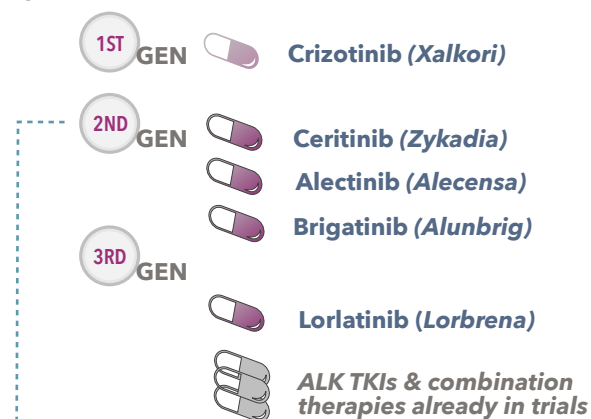 1ST GEN Crizotinib (Xalkori)
2ND GEN Ceritinib (Zykadia)
Alectinib (Alecensa)
Brigatinib (Alunbrig)
3RD GEN
Lorlatinib (Lorbrena)
ALK TKIs & combination
therapies already in trials